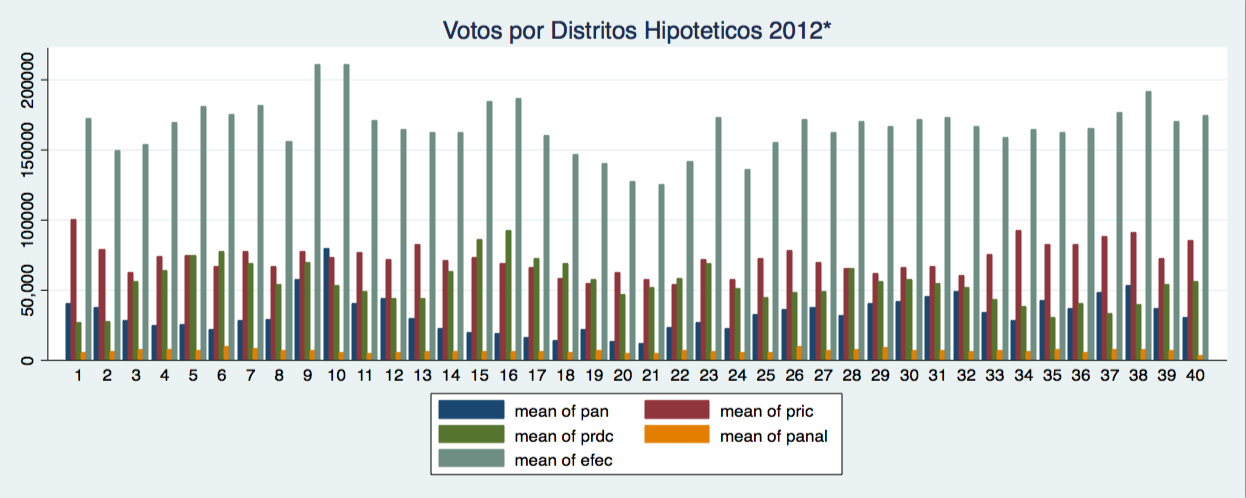 Votos por Distritos Hipoteticos 2012*
200000
150000
100000
50,000
0
1 2 3 4 5 6 7 8 9 10 11 12 13 14 15 16 17 18 19 20 21 22 23 24 25 26 27 28 29 30 31 32 33 34 35 36 37 38 39 40
mean of pan mean of pric
mean of prdc mean of panal
mean of efec